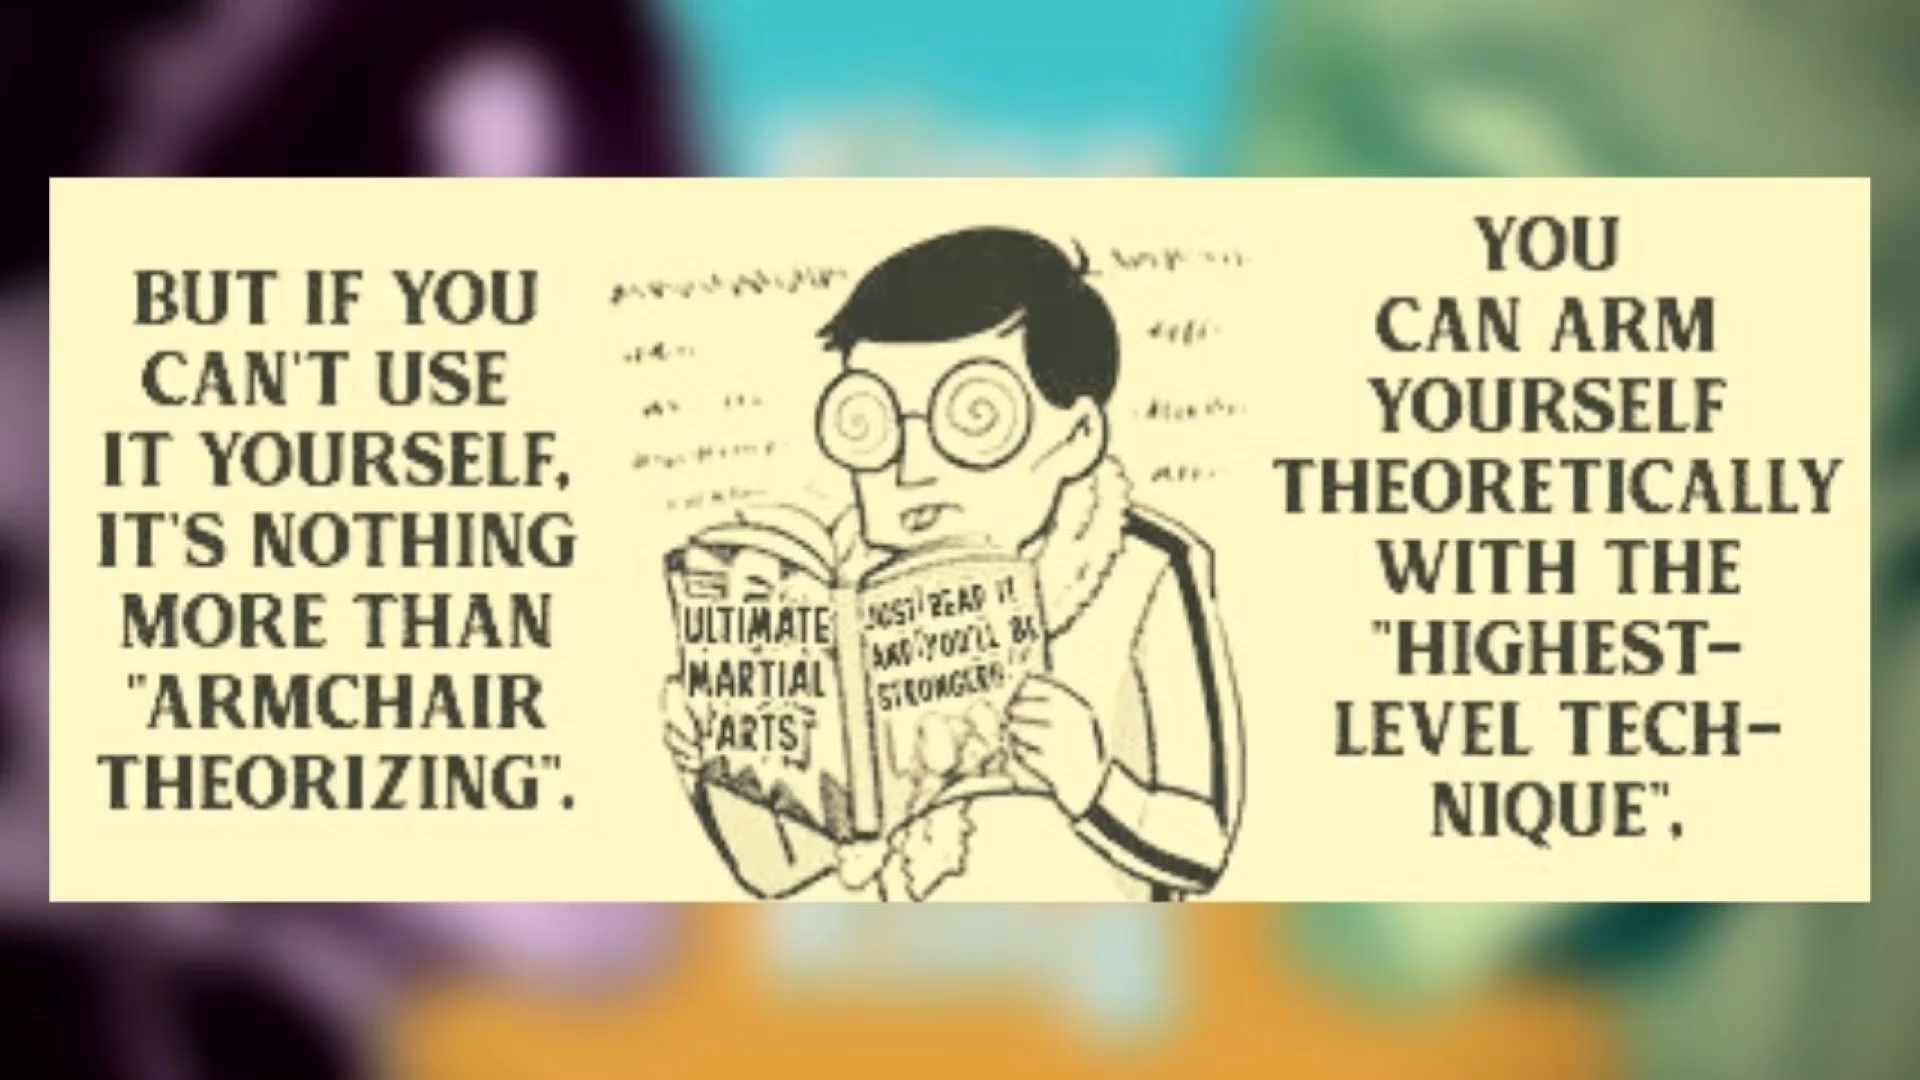 YOU
CAN ARM
YOURSELF
THEORETICALLY
WITH THE
"HIGHEST-
LEVEL TECH-
NIQUE",
ULTIMATE
MARTIAL
ARTS
JUST READ IT
AND YOU'LL BE
STRONGER!!
BUT IF YOU
CAN'T USE
IT YOURSELF,
IT'S NOTHING
MORE THAN
"ARMCHAIR
THEORIZING".